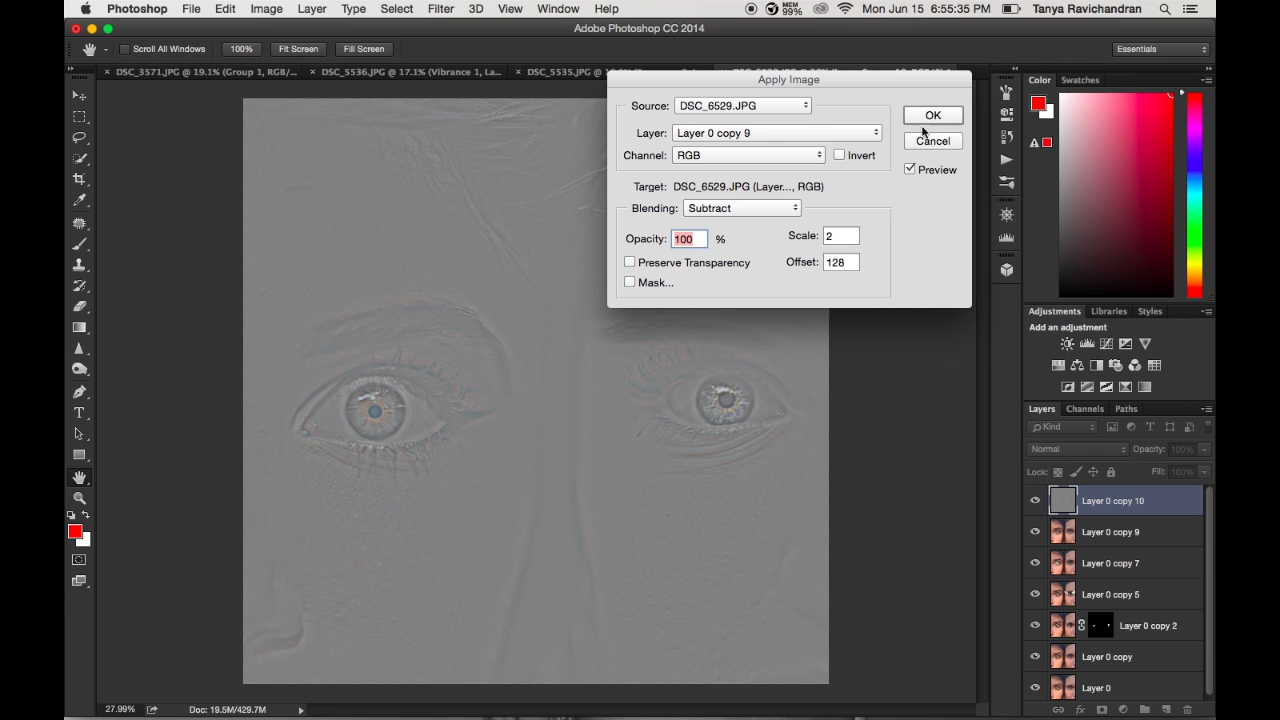 Photoshop File Edit Image Layer Type Select Filter 3D View Window Help MEM 99% Mon Jun 15 6:55:35 PM Tanya Ravichandran
Adobe Photoshop CC 2014
Scroll All Windows 100% Fit Screen Fill Screen Essentials
× DSC_3571.JPG @ 19.1% (Group 1, RGB/... × DSC_5536.JPG @ 17.1% (Vibrance 1, La... × DSC_5535.JPG @
Apply Image
Source: DSC_6529.JPG
Layer: Layer 0 copy 9
Channel: RGB Invert
Target: DSC_6529.JPG (Layer..., RGB)
Blending: Subtract
Opacity: 100 % Scale: 2
Preserve Transparency Offset: 128
Mask...
OK
Cancel
Preview
Color Swatches
Adjustments Libraries Styles
Add an adjustment
Layers Channels Paths
Kind
Normal Opacity: 100%
Lock: Fill: 100%
Layer 0 copy 10
Layer 0 copy 9
Layer 0 copy 7
Layer 0 copy 5
Layer 0 copy 2
Layer 0 copy
Layer 0
27.99% Doc: 19.5M/429.7M